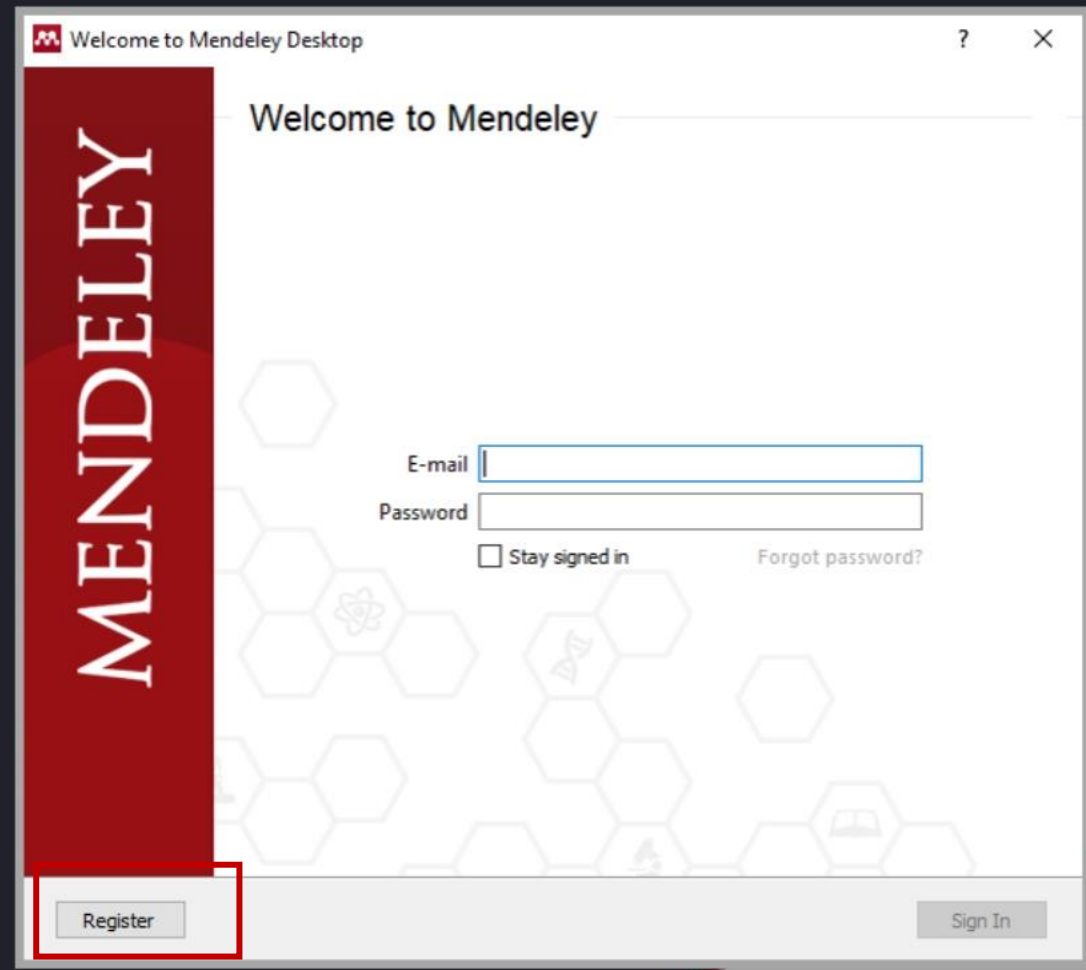 Welcome to Mendeley Desktop
?
Welcome to Mendeley
MENDELEY
E-mail
Password
Stay signed in
Forgot password?
Register
Sign In